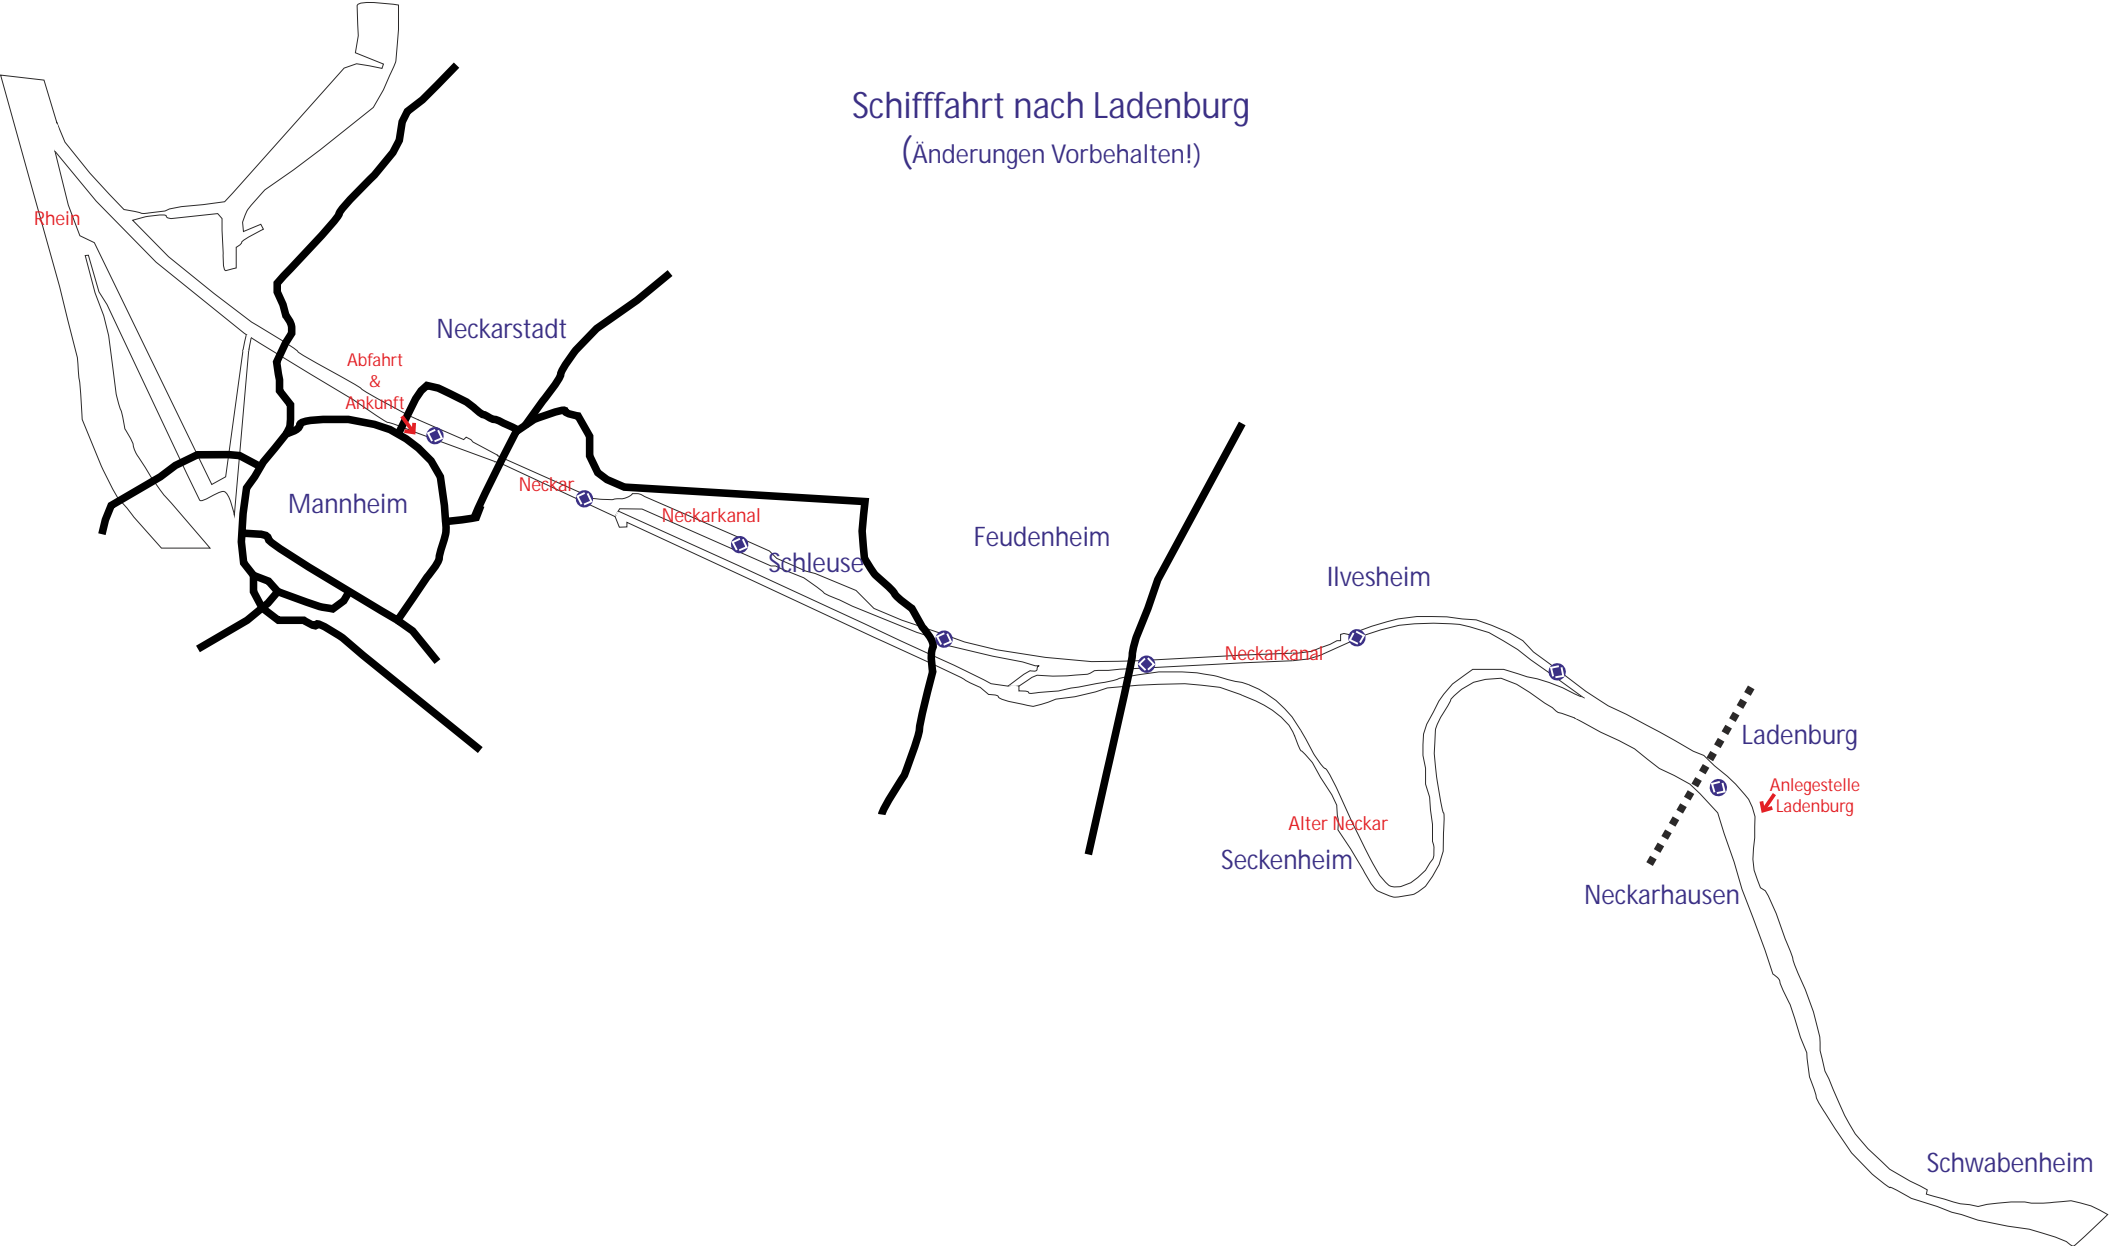 Schifffahrt nach Ladenburg
(Änderungen Vorbehalten!)
Rhein
Neckarstadt
Abfahrt
&
Ankunft
Mannheim
Neckar
Neckarkanal
Schleuse
Feudenheim
Ilvesheim
Neckarkanal
Ladenburg
Anlegestelle
Ladenburg
Alter Neckar
Seckenheim
Neckarhausen
Schwabenheim